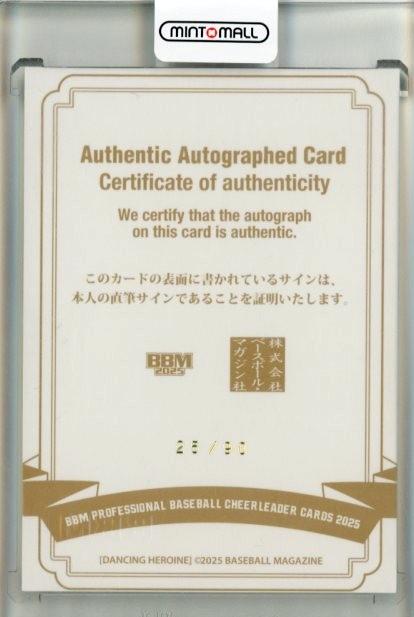 MINT MALL
Authentic Autographed Card
Certificate of authenticity
We certify that the autograph
on this card is authentic.
このカードの表面に書かれているサインは、
本人の直筆サインであることを証明いたします。
BBM
2025
株式会社
ベースボール・
マガジン社
26/90
BBM PROFESSIONAL BASEBALL CHEERLEADER CARDS 2025
[DANCING HEROINE] ©2025 BASEBALL MAGAZINE